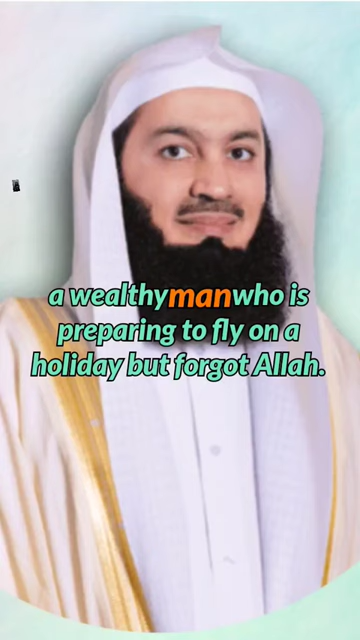 a wealthy man who is
preparing to fly on a
holiday but forgot Allah.